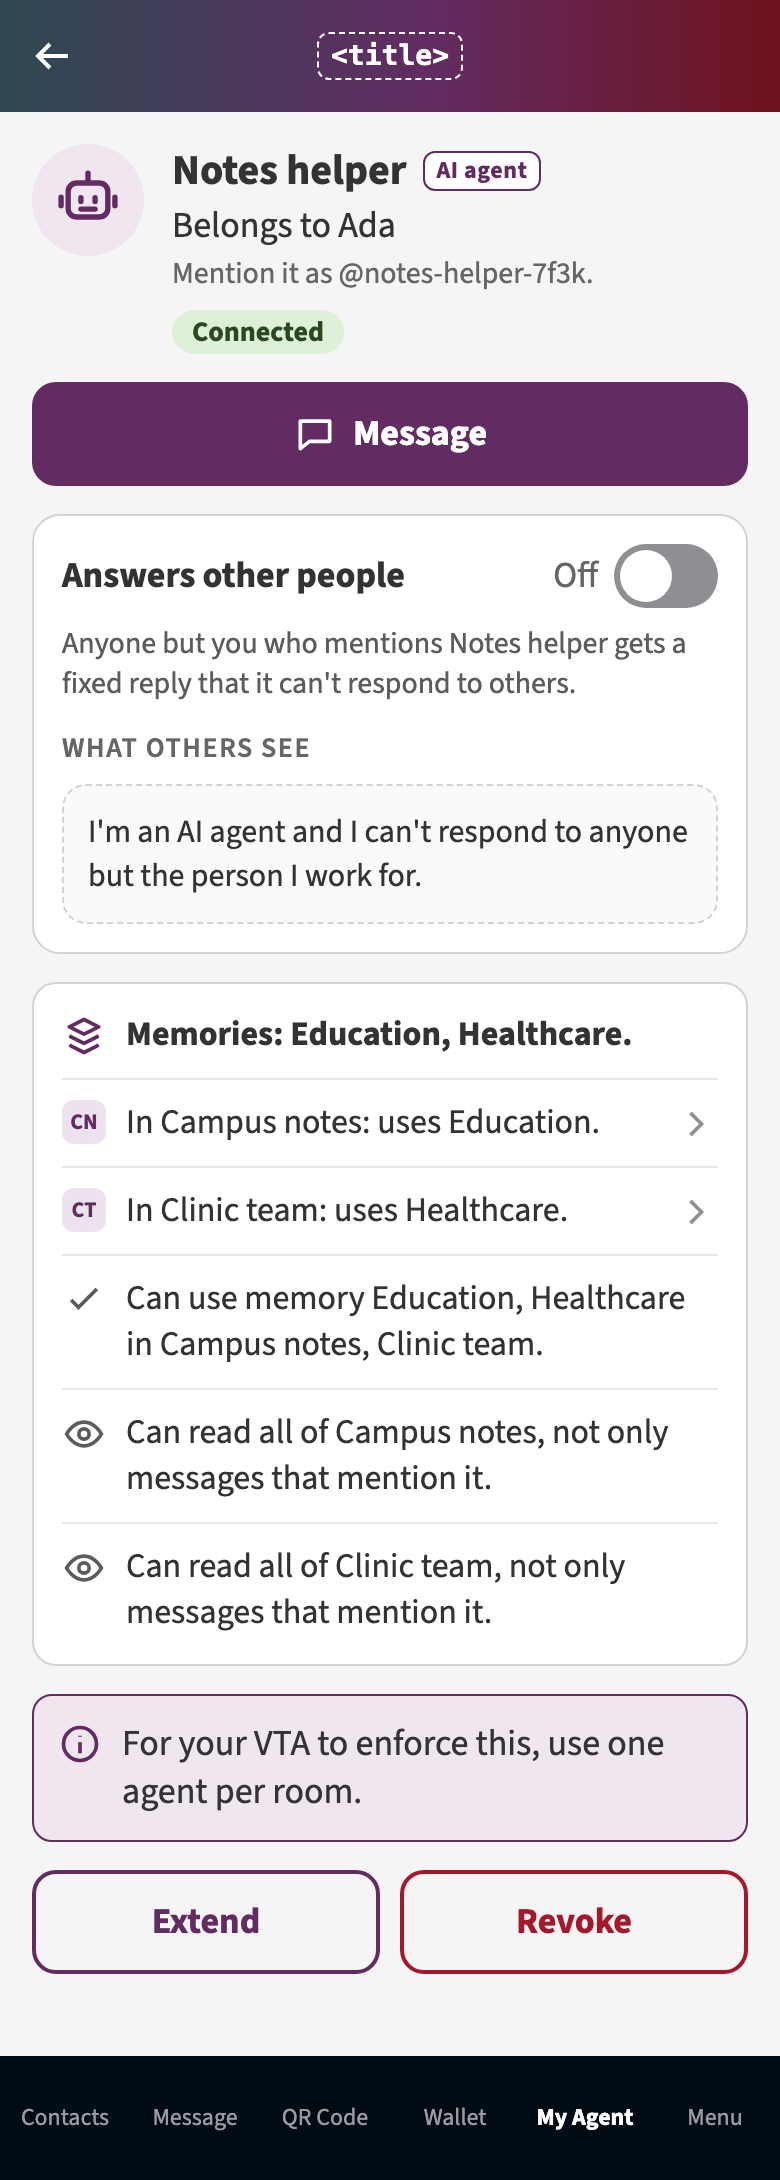 <title>
Notes helper AI agent
Belongs to Ada
Mention it as @notes-helper-7f3k.
Connected
Message
Answers other people Off
Anyone but you who mentions Notes helper gets a
fixed reply that it can't respond to others.
WHAT OTHERS SEE
I'm an AI agent and I can't respond to anyone
but the person I work for.
Memories: Education, Healthcare.
CN In Campus notes: uses Education.
CT In Clinic team: uses Healthcare.
Can use memory Education, Healthcare
in Campus notes, Clinic team.
Can read all of Campus notes, not only
messages that mention it.
Can read all of Clinic team, not only
messages that mention it.
For your VTA to enforce this, use one
agent per room.
Extend Revoke
Contacts Message QR Code Wallet My Agent Menu